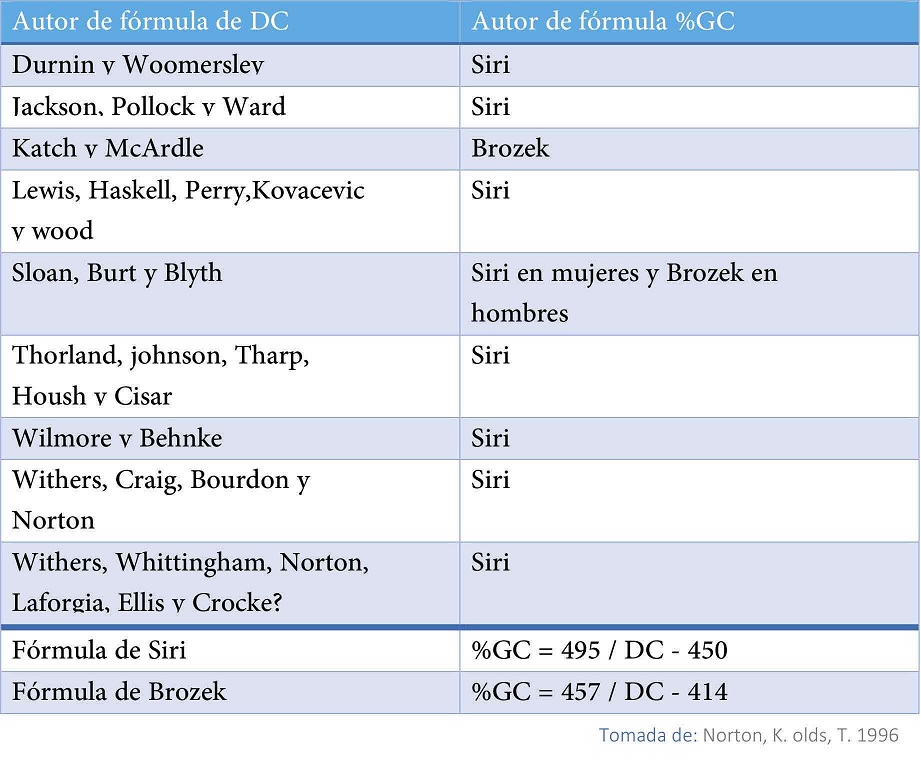 Autor de fórmula de DC
Autor de fórmula %GC
Durnin y Woomersley
Siri
Jackson, Pollock y Ward
Siri
Katch y McArdle
Brozek
Lewis, Haskell, Perry,Kovacevic
y wood
Siri
Sloan, Burt y Blyth
Siri en mujeres y Brozek en
hombres
Thorland, johnson, Tharp,
Housh y Cisar
Siri
Wilmore y Behnke
Siri
Withers, Craig, Bourdon y
Norton
Siri
Withers, Whittingham, Norton,
Laforgia, Ellis y Crocke?
Siri
Fórmula de Siri
%GC = 495 / DC - 450
Fórmula de Brozek
%GC = 457 / DC - 414
Tomada de: Norton, K. olds, T. 1996